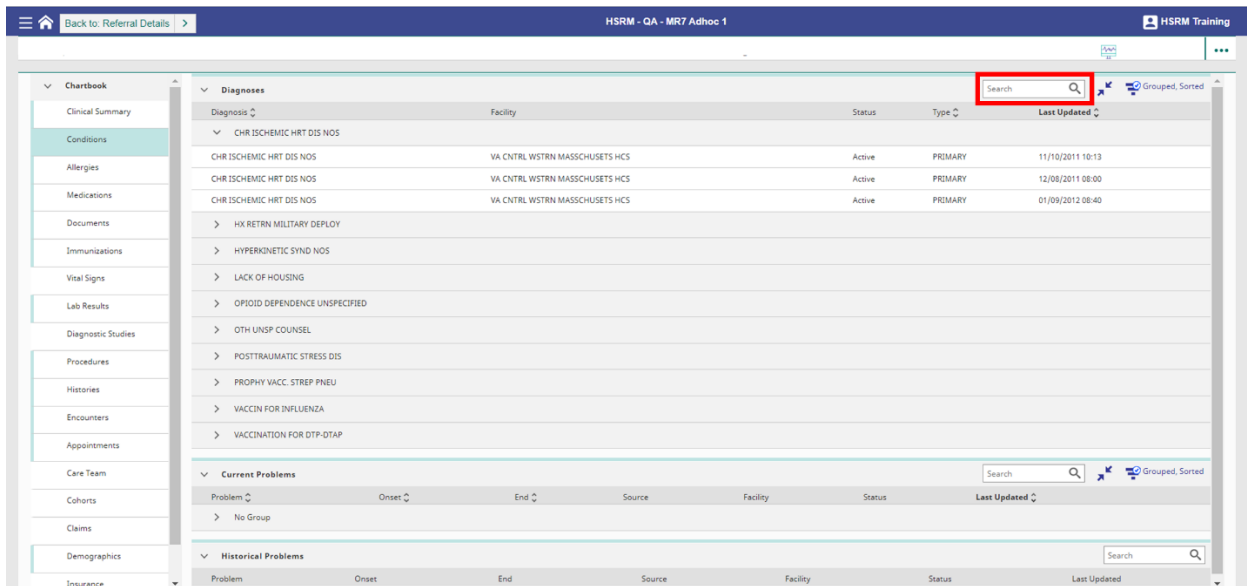 Back to: Referral Details >
HSRM - QA - MR7 Adhoc 1
HSRM Training
Chartbook
Clinical Summary
Conditions
Allergies
Medications
Documents
Immunizations
Vital Signs
Lab Results
Diagnostic Studies
Procedures
Histories
Encounters
Appointments
Care Team
Cohorts
Claims
Demographics
Insurance
Diagnoses Search Grouped, Sorted
Diagnosis Facility Status Type Last Updated
CHR ISCHEMIC HRT DIS NOS
CHR ISCHEMIC HRT DIS NOS VA CNTRL WSTRN MASSCHUSETS HCS Active PRIMARY 11/10/2011 10:13
CHR ISCHEMIC HRT DIS NOS VA CNTRL WSTRN MASSCHUSETS HCS Active PRIMARY 12/08/2011 08:00
CHR ISCHEMIC HRT DIS NOS VA CNTRL WSTRN MASSCHUSETS HCS Active PRIMARY 01/09/2012 08:40
HX RETRN MILITARY DEPLOY
HYPERKINETIC SYND NOS
LACK OF HOUSING
OPIOID DEPENDENCE UNSPECIFIED
OTH UNSP COUNSEL
POSTTRAUMATIC STRESS DIS
PROPHY VACC. STREP PNEU
VACCIN FOR INFLUENZA
VACCINATION FOR DTP-DTAP
Current Problems Search Grouped, Sorted
Problem Onset End Source Facility Status Last Updated
No Group
Historical Problems Search
Problem Onset End Source Facility Status Last Updated